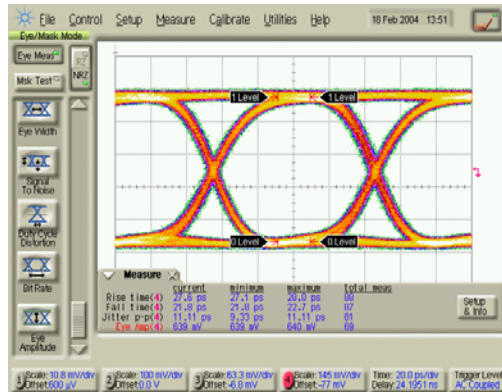 File Control Setup Measure Calibrate Utilities Help 18 Feb 2004 13:51
Eye/Mask Mode
Eye Meas
RZ
NRZ
Msk Test
Eye Width
Signal
To Noise
Duty Cycle
Distortion
Bit Rate
Eye
Amplitude
1 Level 1 Level
0 Level 0 Level
Measure
current minimum maximum total meas
Rise time(4) 27.6 ps 27.1 ps 28.0 ps 88
Fall time(4) 21.8 ps 21.8 ps 22.7 ps 87
Jitter p-p(4) 11.11 ps 9.33 ps 11.11 ps 81
Eye Amp(4) 639 mV 639 mV 640 mV 69
Setup
& Info
1 Scale: 10.8 mV/div
Offset: 600 µV
2 Scale: 100 mV/div
Offset: 0.0 V
3 Scale: 63.3 mV/div
Offset: -6.8 mV
4 Scale: 145 mV/div
Offset: -77 mV
Time: 20.0 ps/div
Delay: 24.1951 ns
Trigger Level
AC Coupled